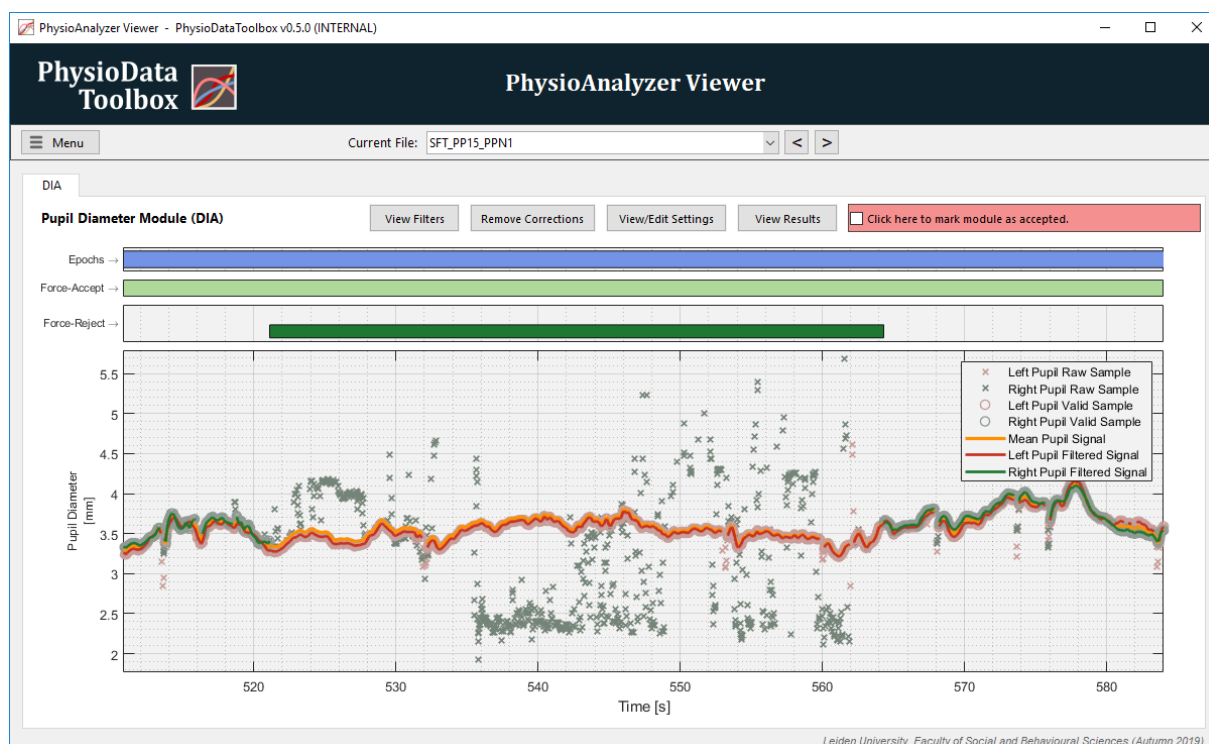 PhysioAnalyzer Viewer - PhysioDataToolbox v0.5.0 (INTERNAL)
PhysioData
Toolbox
PhysioAnalyzer Viewer
Menu
Current File:
SFT_PP15_PPN1
<
>
DIA
Pupil Diameter Module (DIA)
View Filters
Remove Corrections
View/Edit Settings
View Results
Click here to mark module as accepted.
Epochs →
Force-Accept →
Force-Reject →
5.5
5
4.5
4
3.5
3
2.5
2
Pupil Diameter
[mm]
Left Pupil Raw Sample
Right Pupil Raw Sample
Left Pupil Valid Sample
Right Pupil Valid Sample
Mean Pupil Signal
Left Pupil Filtered Signal
Right Pupil Filtered Signal
520 530 540 550 560 570 580
Time [s]
Leiden University, Faculty of Social and Behavioural Sciences (Autumn 2019)